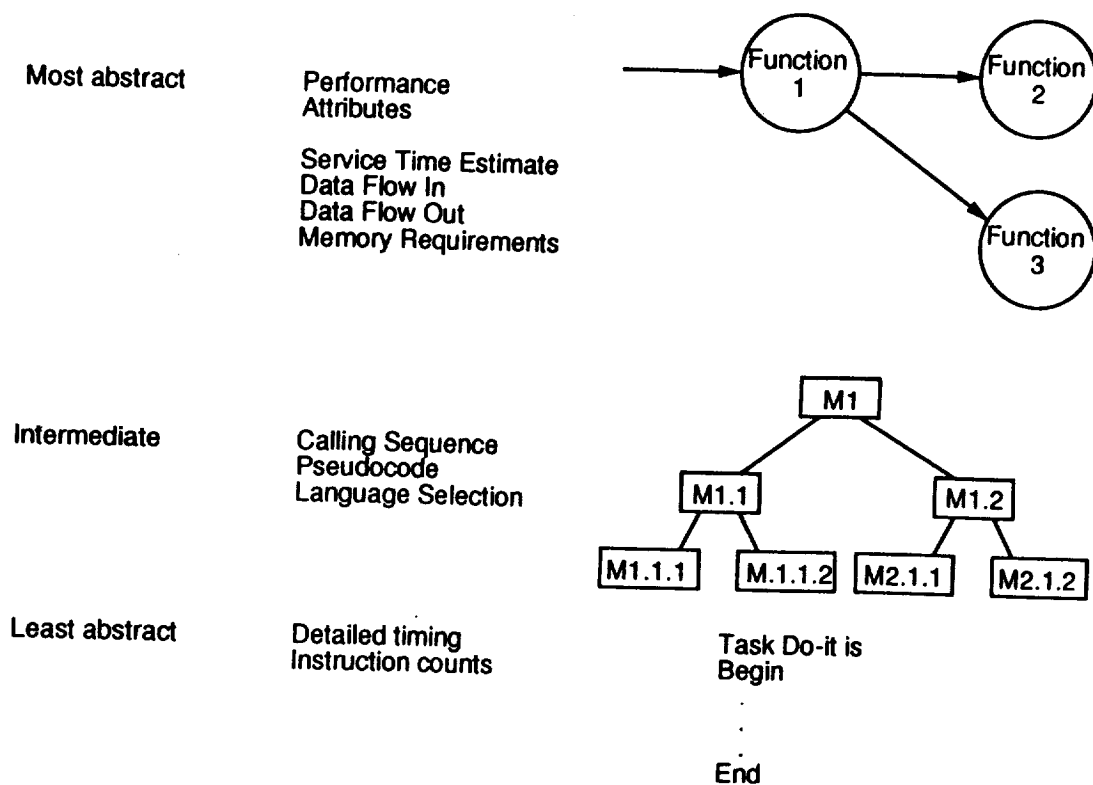 Most abstract
Performance
Attributes
Service Time Estimate
Data Flow In
Data Flow Out
Memory Requirements
Function
1
Function
2
Function
3
Intermediate
Calling Sequence
Pseudocode
Language Selection
M1
M1.1
M1.2
M1.1.1
M.1.1.2
M2.1.1
M2.1.2
Least abstract
Detailed timing
Instruction counts
Task Do-it is
Begin
.
.
.
End